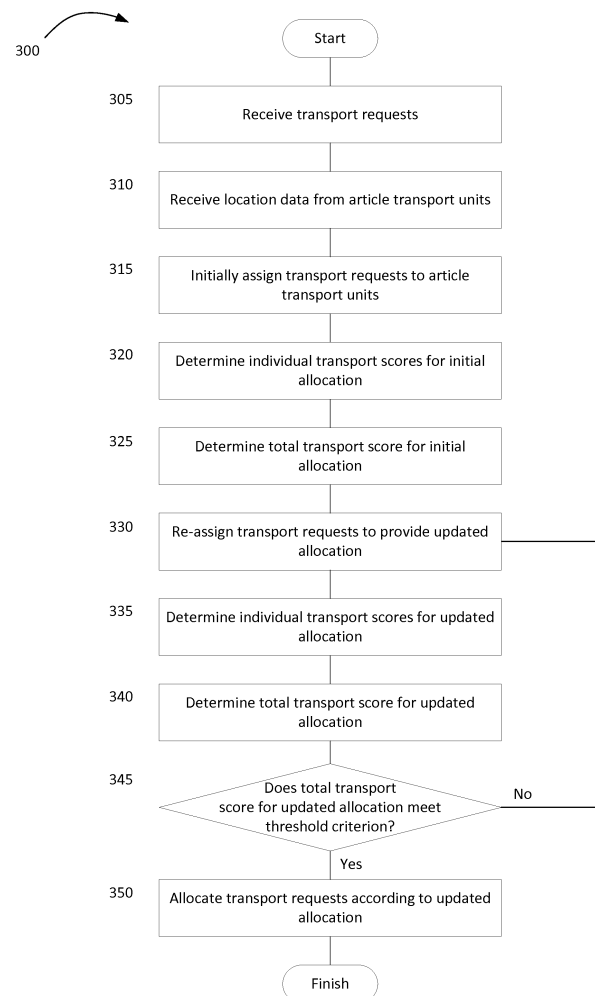 300
Start
305
Receive transport requests
310
Receive location data from article transport units
315
Initially assign transport requests to article
transport units
320
Determine individual transport scores for initial
allocation
325
Determine total transport score for initial
allocation
330
Re-assign transport requests to provide updated
allocation
335
Determine individual transport scores for updated
allocation
340
Determine total transport score for updated
allocation
345
Does total transport
score for updated allocation meet
threshold criterion?
No
Yes
350
Allocate transport requests according to updated
allocation
Finish